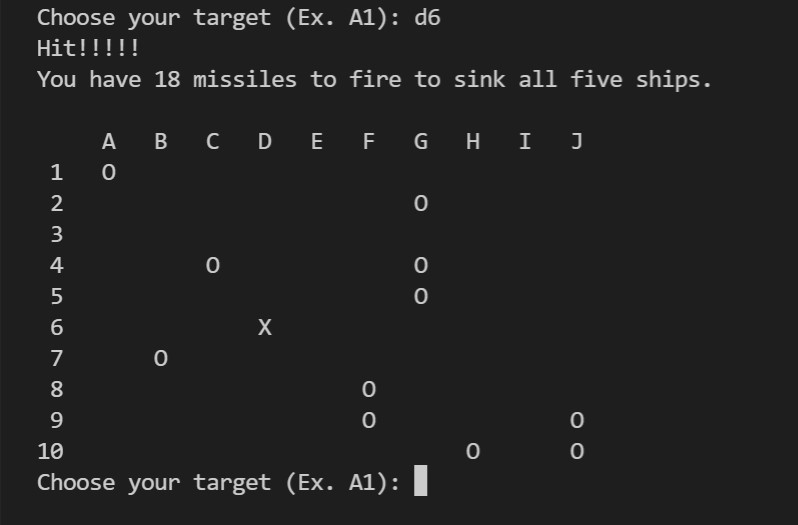 Choose your target (Ex. A1): d6
Hit!!!!!
You have 18 missiles to fire to sink all five ships.
A B C D E F G H I J
1 O
2 O
3
4 O O
5 O
6 X
7 O
8 O
9 O O
10 O O
Choose your target (Ex. A1):